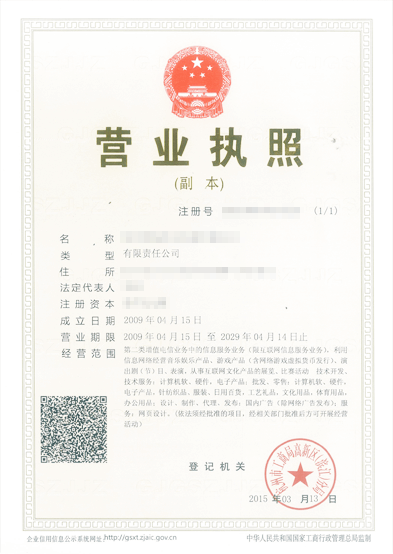 营业执照
(副 本)
注册号 (1/1)
名 称
类 型 有限责任公司
住 所
法定代表人
注册资本
成立日期 2009年04月15日
营业期限 2009年04月15日 至 2029年04月14日止
经营范围 第二类增值电信业务中的信息服务业务（限互联网信息服务业务），利用
信息网络经营音乐娱乐产品、游戏产品（含网络游戏虚拟货币发行）、演
出剧（节）目、表演，从事互联网文化产品的展览、比赛活动 技术开发、
技术服务：计算机软、硬件，电子产品；批发、零售：计算机软、硬件，
电子产品，针纺织品、服装、日用百货，工艺礼品，文化用品，体育用品，
办公用品；设计、制作、代理、发布：国内广告（除网络广告发布）；服
务：网页设计。（依法须经批准的项目，经相关部门批准后方可开展经营
活动）
登记机关
2015年03月13日
企业信用信息公示系统网址:http://gsxt.zjaic.gov.cn
中华人民共和国国家工商行政管理总局监制